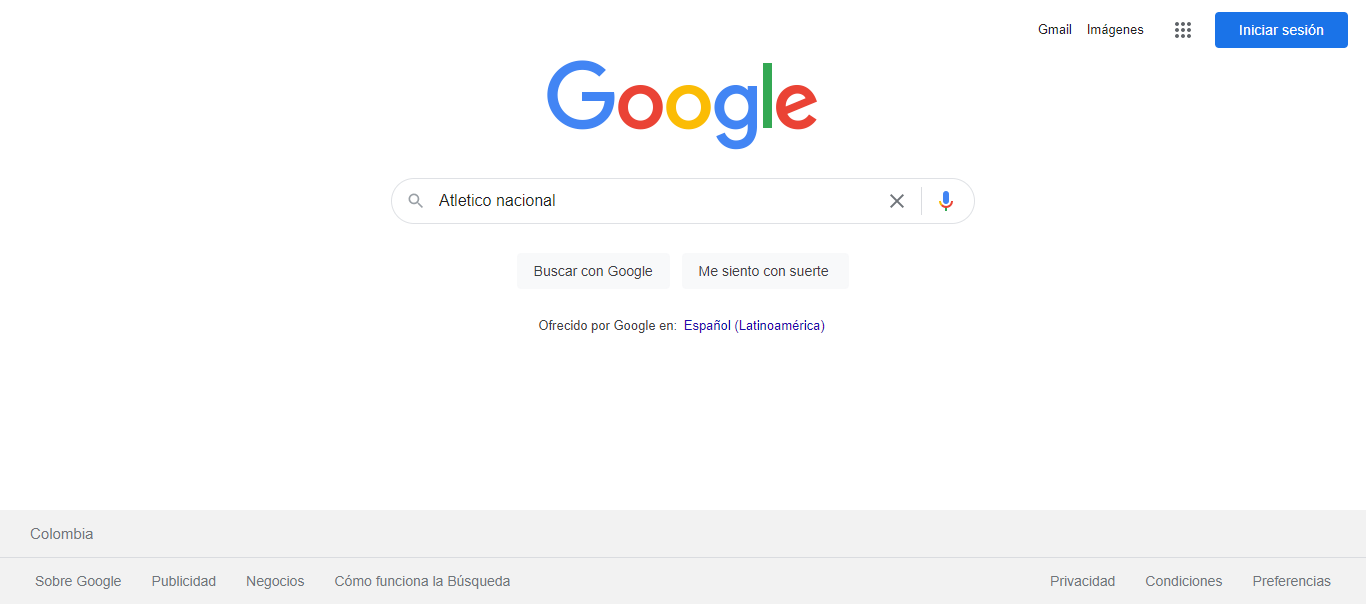 Gmail Imágenes Iniciar sesión
Google
Atletico nacional
Buscar con Google Me siento con suerte
Ofrecido por Google en: Español (Latinoamérica)
Colombia
Sobre Google Publicidad Negocios Cómo funciona la Búsqueda Privacidad Condiciones Preferencias